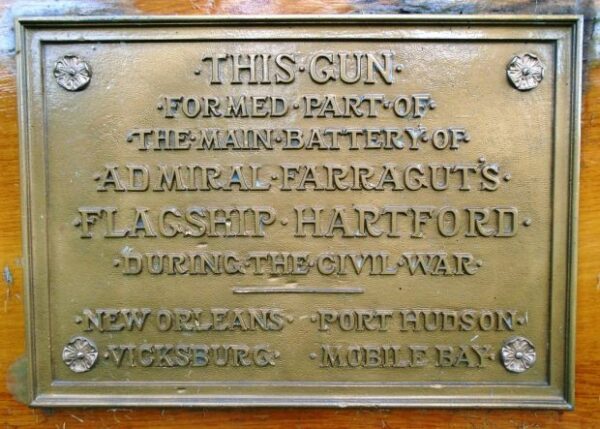 ·THIS·GUN·
·FORMED·PART·OF·
·THE·MAIN·BATTERY·OF·
·ADMIRAL·FARRAGUT'S·
·FLAGSHIP·HARTFORD·
·DURING·THE·CIVIL·WAR·
·NEW ORLEANS· ·PORT HUDSON·
·VICKSBURG· ·MOBILE BAY·